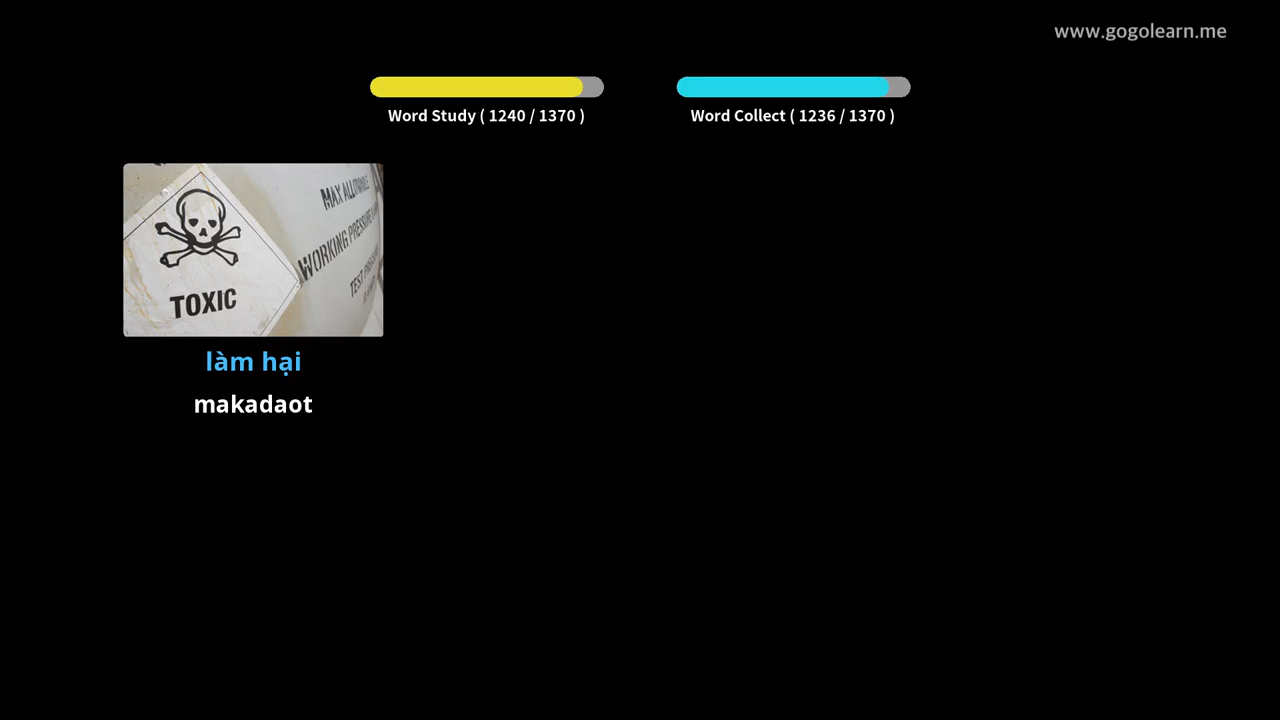 www.gogolearn.me
Word Study ( 1240 / 1370 )
Word Collect ( 1236 / 1370 )
MAX ALLOWABLE
WORKING PRESSURE
TEST
TOXIC
làm hại
makadaot